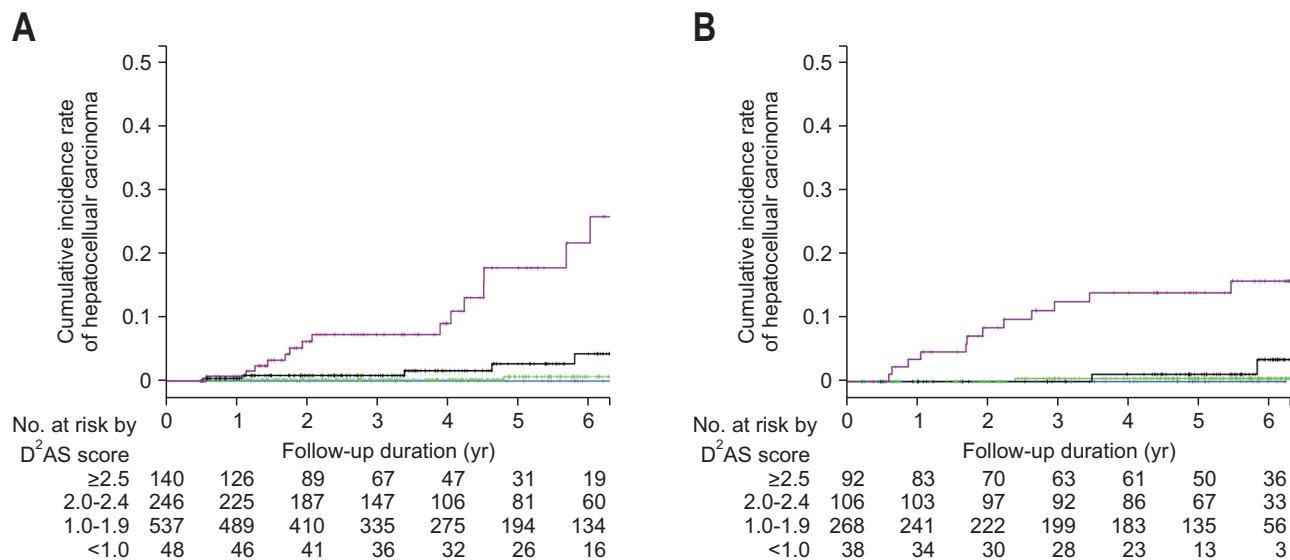 A
Cumulative incidence rate
of hepatocellualr carcinoma
0.5
0.4
0.3
0.2
0.1
0
0 1 2 3 4 5 6
Follow-up duration (yr)
No. at risk by
D²AS score
≥2.5 140 126 89 67 47 31 19
2.0-2.4 246 225 187 147 106 81 60
1.0-1.9 537 489 410 335 275 194 134
<1.0 48 46 41 36 32 26 16
B
Cumulative incidence rate
of hepatocellualr carcinoma
0.5
0.4
0.3
0.2
0.1
0
0 1 2 3 4 5 6
Follow-up duration (yr)
No. at risk by
D²AS score
≥2.5 92 83 70 63 61 50 36
2.0-2.4 106 103 97 92 86 67 33
1.0-1.9 268 241 222 199 183 135 56
<1.0 38 34 30 28 23 13 3